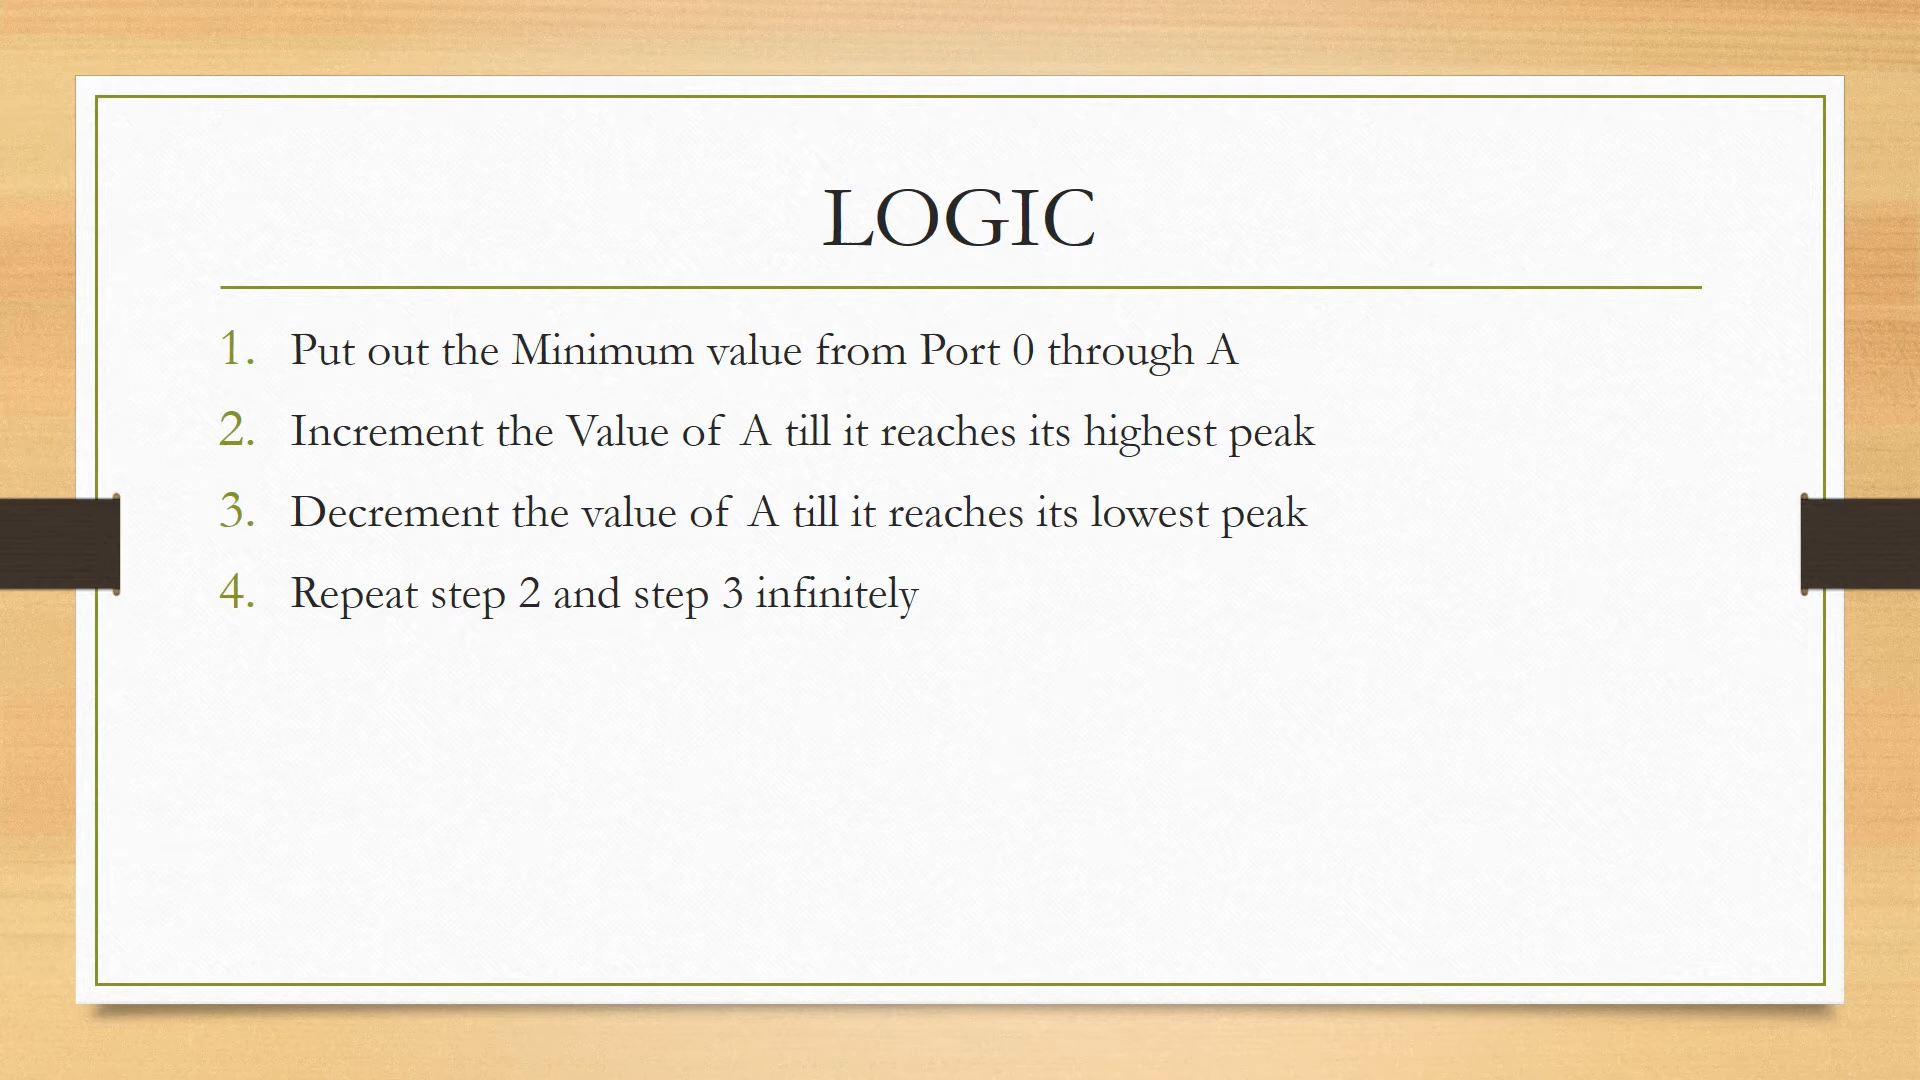 LOGIC
1. Put out the Minimum value from Port 0 through A
2. Increment the Value of A till it reaches its highest peak
3. Decrement the value of A till it reaches its lowest peak
4. Repeat step 2 and step 3 infinitely